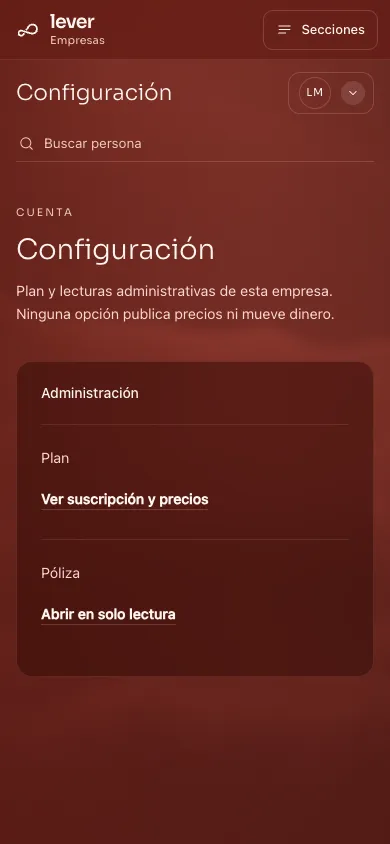 lever
Empresas
Secciones
Configuración
LM
Buscar persona
CUENTA
Configuración
Plan y lecturas administrativas de esta empresa.
Ninguna opción publica precios ni mueve dinero.
Administración
Plan
Ver suscripción y precios
Póliza
Abrir en solo lectura